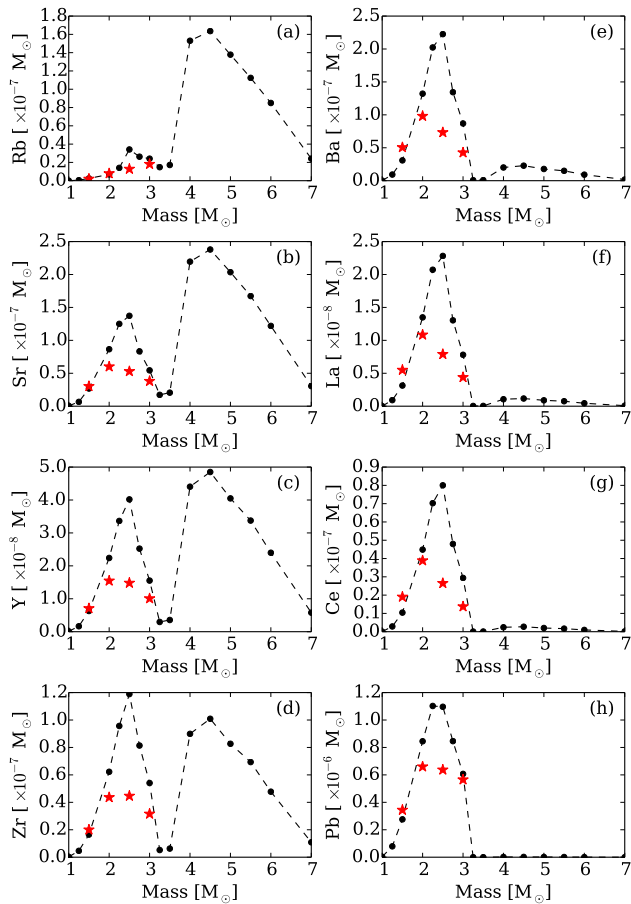 (a)
Rb [ ×10⁻⁷ M☉]
1.8
1.6
1.4
1.2
1.0
0.8
0.6
0.4
0.2
0.0
1 2 3 4 5 6 7
Mass [M☉]
(b)
Sr [ ×10⁻⁷ M☉]
2.5
2.0
1.5
1.0
0.5
0.0
1 2 3 4 5 6 7
Mass [M☉]
(c)
Y [ ×10⁻⁸ M☉]
5.0
4.0
3.0
2.0
1.0
0.0
1 2 3 4 5 6 7
Mass [M☉]
(d)
Zr [ ×10⁻⁷ M☉]
1.2
1.0
0.8
0.6
0.4
0.2
0.0
1 2 3 4 5 6 7
Mass [M☉]
(e)
Ba [ ×10⁻⁷ M☉]
2.5
2.0
1.5
1.0
0.5
0.0
1 2 3 4 5 6 7
Mass [M☉]
(f)
La [ ×10⁻⁸ M☉]
2.5
2.0
1.5
1.0
0.5
0.0
1 2 3 4 5 6 7
Mass [M☉]
(g)
Ce [ ×10⁻⁷ M☉]
0.9
0.8
0.7
0.6
0.5
0.4
0.3
0.2
0.1
0.0
1 2 3 4 5 6 7
Mass [M☉]
(h)
Pb [ ×10⁻⁶ M☉]
1.2
1.0
0.8
0.6
0.4
0.2
0.0
1 2 3 4 5 6 7
Mass [M☉]